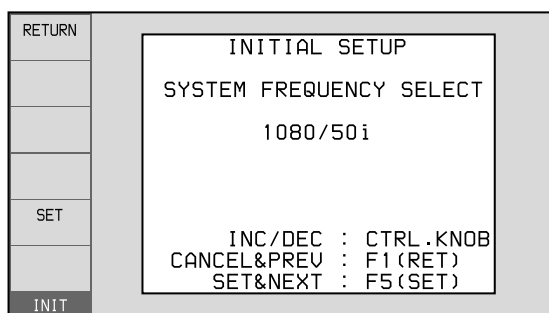 RETURN
SET
INIT
INITIAL SETUP
SYSTEM FREQUENCY SELECT
1080/50i
INC/DEC : CTRL.KNOB
CANCEL&PREV : F1(RET)
SET&NEXT : F5(SET)